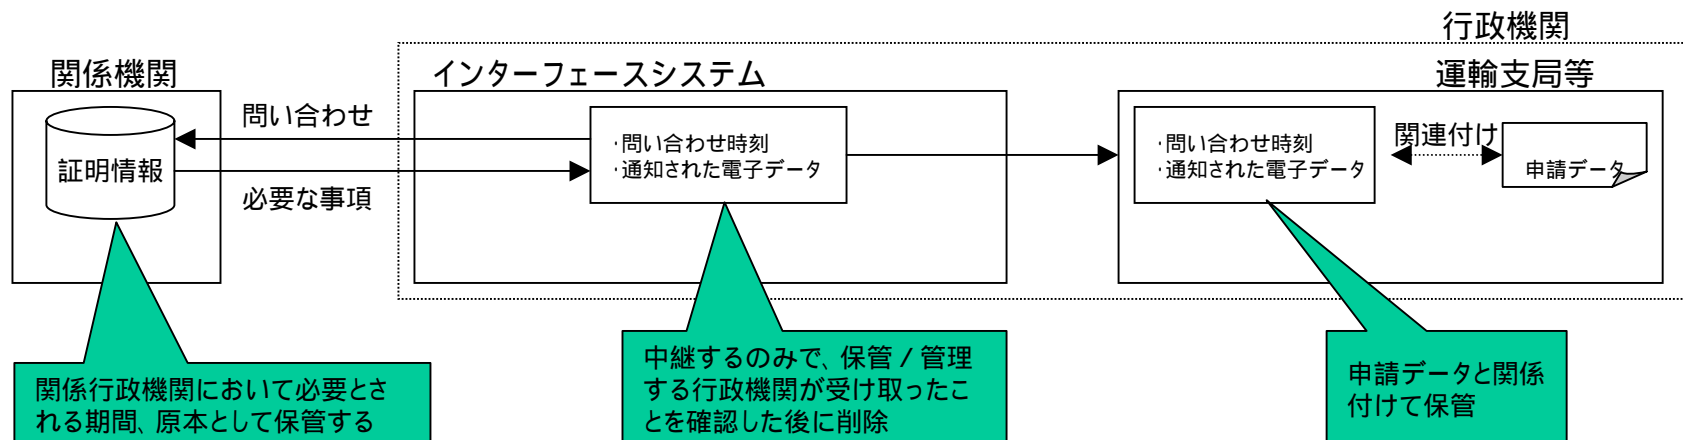 行政機関
関係機関
インターフェースシステム
運輸支局等
問い合わせ
証明情報
必要な事項
・問い合わせ時刻
・通知された電子データ
・問い合わせ時刻
・通知された電子データ
関連付け
申請データ
関係行政機関において必要とさ
れる期間、原本として保管する
中継するのみで、保管／管理
する行政機関が受け取ったこ
とを確認した後に削除
申請データと関係
付けて保管